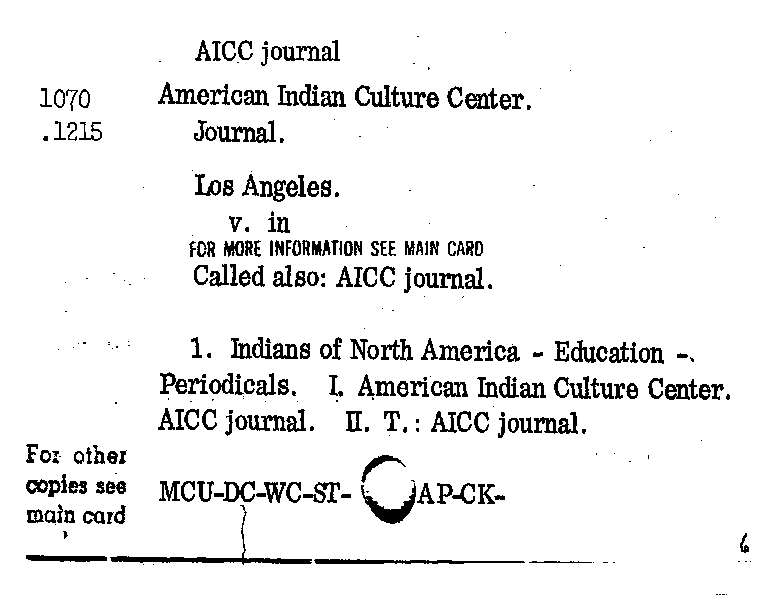 AICC journal
1070 American Indian Culture Center.
.1215 Journal.
Los Angeles.
v. in
FOR MORE INFORMATION SEE MAIN CARD
Called also: AICC journal.
1. Indians of North America - Education -
Periodicals. I. American Indian Culture Center.
AICC journal. II. T.: AICC journal.
For other
copies see
main card
MCU-DC-WC-ST- AP-CK-
6